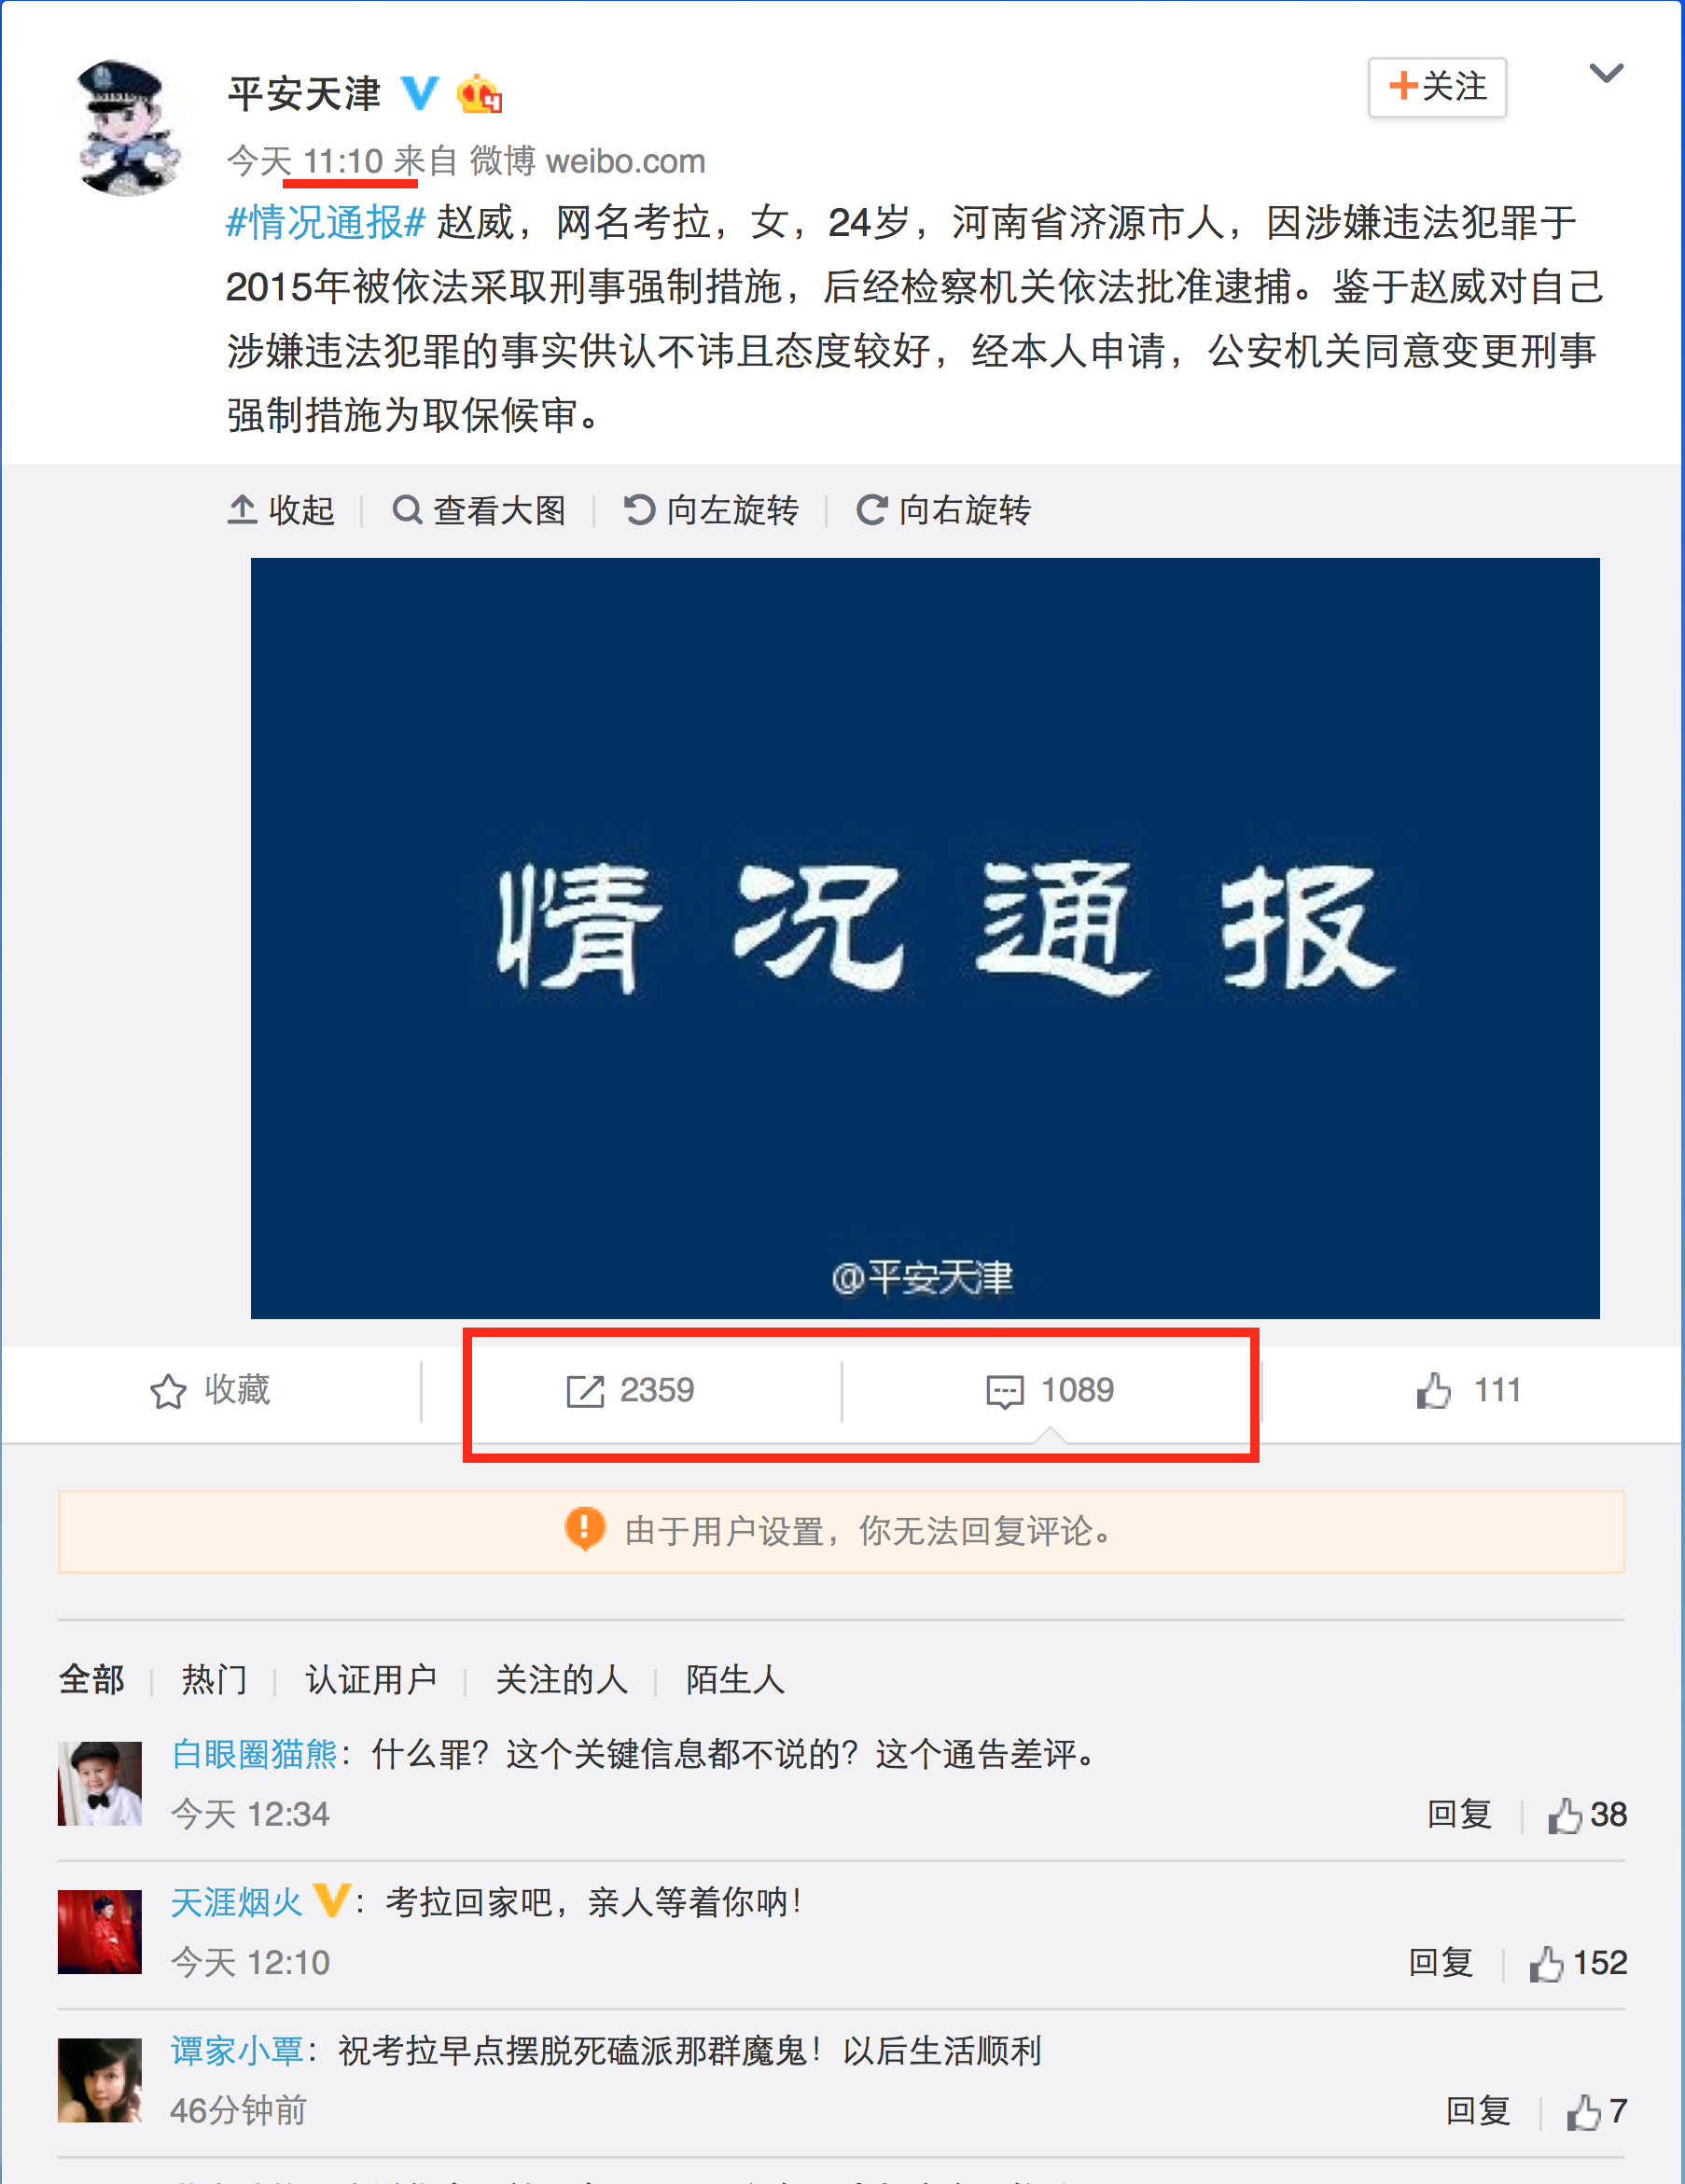 平安天津
+关注
今天 11:10 来自 微博 weibo.com
#情况通报# 赵威，网名考拉，女，24岁，河南省济源市人，因涉嫌违法犯罪于
2015年被依法采取刑事强制措施，后经检察机关依法批准逮捕。鉴于赵威对自己
涉嫌违法犯罪的事实供认不讳且态度较好，经本人申请，公安机关同意变更刑事
强制措施为取保候审。
收起 查看大图 向左旋转 向右旋转
情况通报
@平安天津
收藏 2359 1089 111
由于用户设置，你无法回复评论。
全部 热门 认证用户 关注的人 陌生人
白眼圈猫熊：什么罪？这个关键信息都不说的？这个通告差评。
今天 12:34 回复 38
天涯烟火：考拉回家吧，亲人等着你呐！
今天 12:10 回复 152
谭家小覃：祝考拉早点摆脱死磕派那群魔鬼！以后生活顺利
46分钟前 回复 7